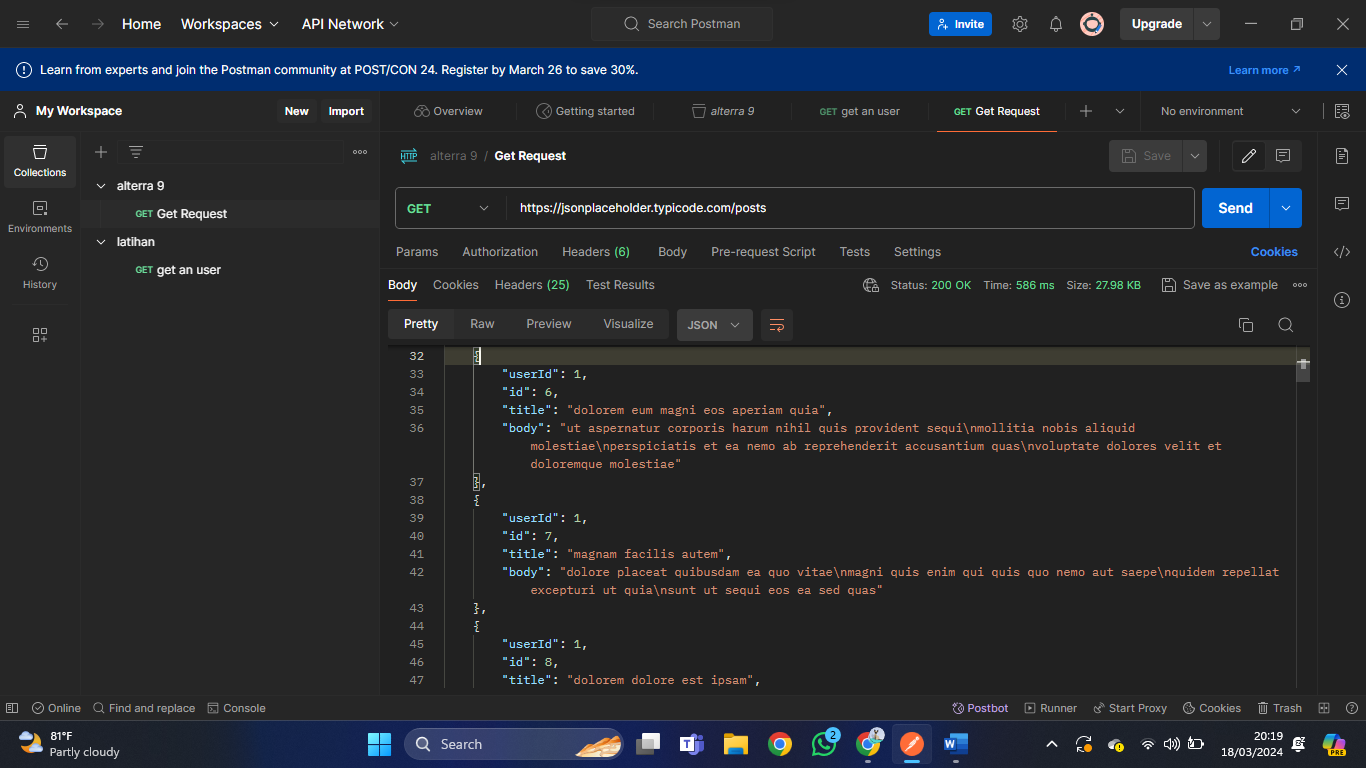 Home Workspaces API Network Search Postman Invite Upgrade
Learn from experts and join the Postman community at POST/CON 24. Register by March 26 to save 30%. Learn more
My Workspace New Import Overview Getting started alterra 9 GET get an user GET Get Request No environment
HTTP alterra 9 / Get Request Save
Collections
alterra 9
GET Get Request
GET https://jsonplaceholder.typicode.com/posts Send
Environments
latihan
Params Authorization Headers (6) Body Pre-request Script Tests Settings Cookies
GET get an user
History
Body Cookies Headers (25) Test Results Status: 200 OK Time: 586 ms Size: 27.98 KB Save as example
Pretty Raw Preview Visualize JSON
32 {
33 "userId": 1,
34 "id": 6,
35 "title": "dolorem eum magni eos aperiam quia",
36 "body": "ut aspernatur corporis harum nihil quis provident sequi\nmollitia nobis aliquid
molestiae\nperspiciatis et ea nemo ab reprehenderit accusantium quas\nvoluptate dolores velit et
doloremque molestiae"
37 },
38 {
39 "userId": 1,
40 "id": 7,
41 "title": "magnam facilis autem",
42 "body": "dolore placeat quibusdam ea quo vitae\nmagni quis enim qui quis quo nemo aut saepe\nquidem repellat
excepturi ut quia\nsunt ut sequi eos ea sed quas"
43 },
44 {
45 "userId": 1,
46 "id": 8,
47 "title": "dolorem dolore est ipsam",
Online Find and replace Console Postbot Runner Start Proxy Cookies Trash
81°F
Partly cloudy
Search
2
20:19
18/03/2024
PRE